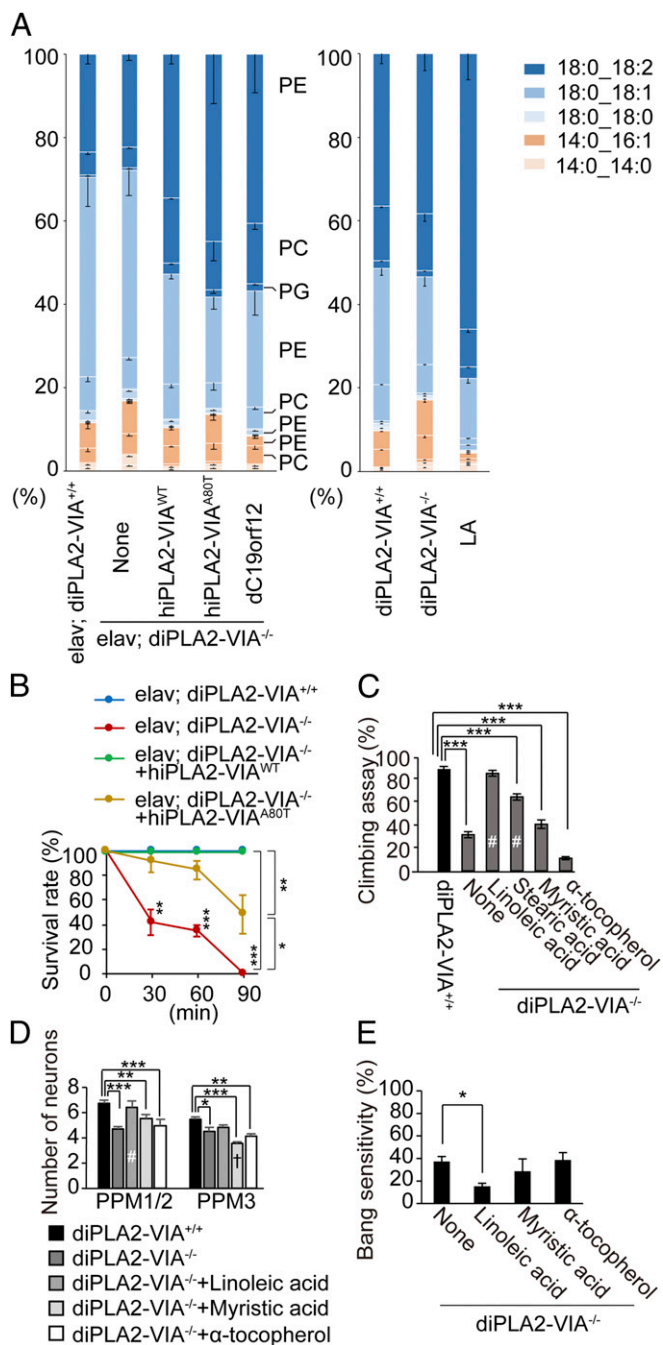 A
100
80
60
40
20
0
(%)
PE
PC
PG
PE
PC
PE
PE
PC
elav; diPLA2-VIA+/+
None
hiPLA2-VIAWT
hiPLA2-VIAA80T
dC19orf12
elav; diPLA2-VIA-/-
100
80
60
40
20
0
(%)
diPLA2-VIA+/+
diPLA2-VIA-/-
LA
18:0_18:2
18:0_18:1
18:0_18:0
14:0_16:1
14:0_14:0
B
elav; diPLA2-VIA+/+
elav; diPLA2-VIA-/-
elav; diPLA2-VIA-/-
+hiPLA2-VIAWT
elav; diPLA2-VIA-/-
+hiPLA2-VIAA80T
Survival rate (%)
100
80
60
40
20
0
**
***
***
**
*
0 30 60 90
(min)
C
Climbing assay (%)
100
80
60
40
20
0
***
***
***
***
# #
diPLA2-VIA+/+
None
Linoleic acid
Stearic acid
Myristic acid
α-tocopherol
diPLA2-VIA-/-
D
Number of neurons
8
6
4
2
0
***
**
***
**
***
*
# †
PPM1/2 PPM3
diPLA2-VIA+/+
diPLA2-VIA-/-
diPLA2-VIA-/-+Linoleic acid
diPLA2-VIA-/-+Myristic acid
diPLA2-VIA-/-+α-tocopherol
E
Bang sensitivity (%)
100
80
60
40
20
0
*
None
Linoleic acid
Myristic acid
α-tocopherol
diPLA2-VIA-/-